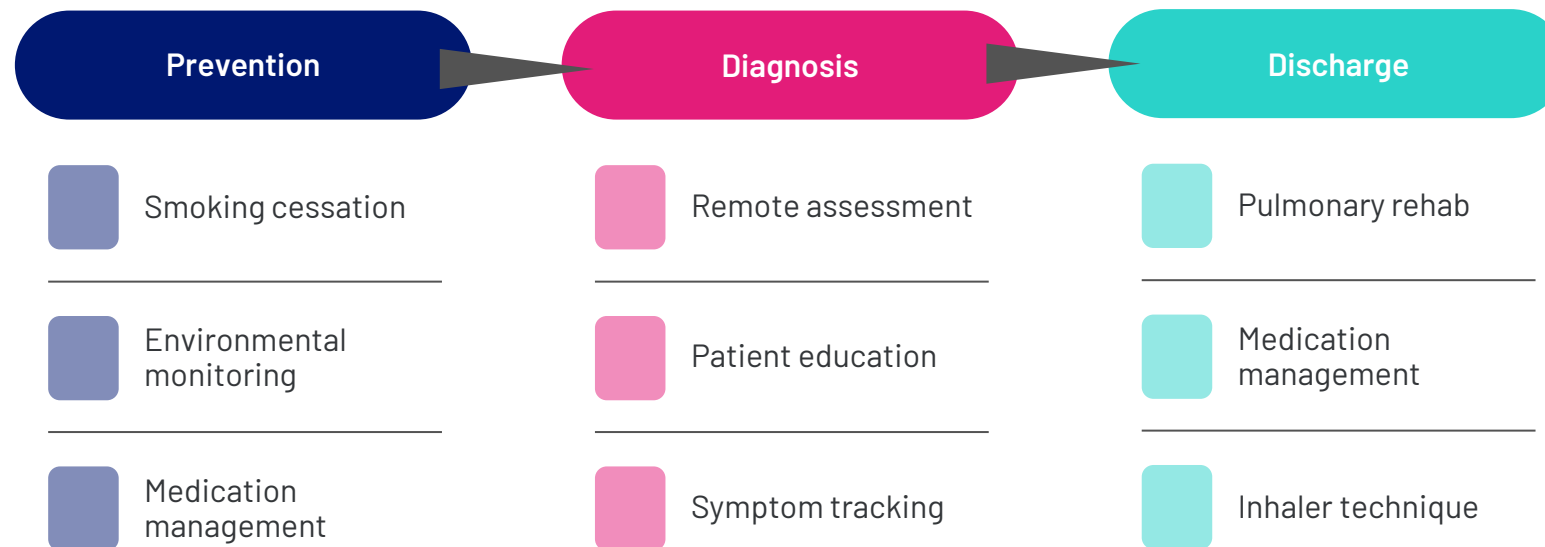 Prevention
Diagnosis
Discharge
Smoking cessation
Remote assessment
Pulmonary rehab
Environmental
monitoring
Patient education
Medication
management
Medication
management
Symptom tracking
Inhaler technique